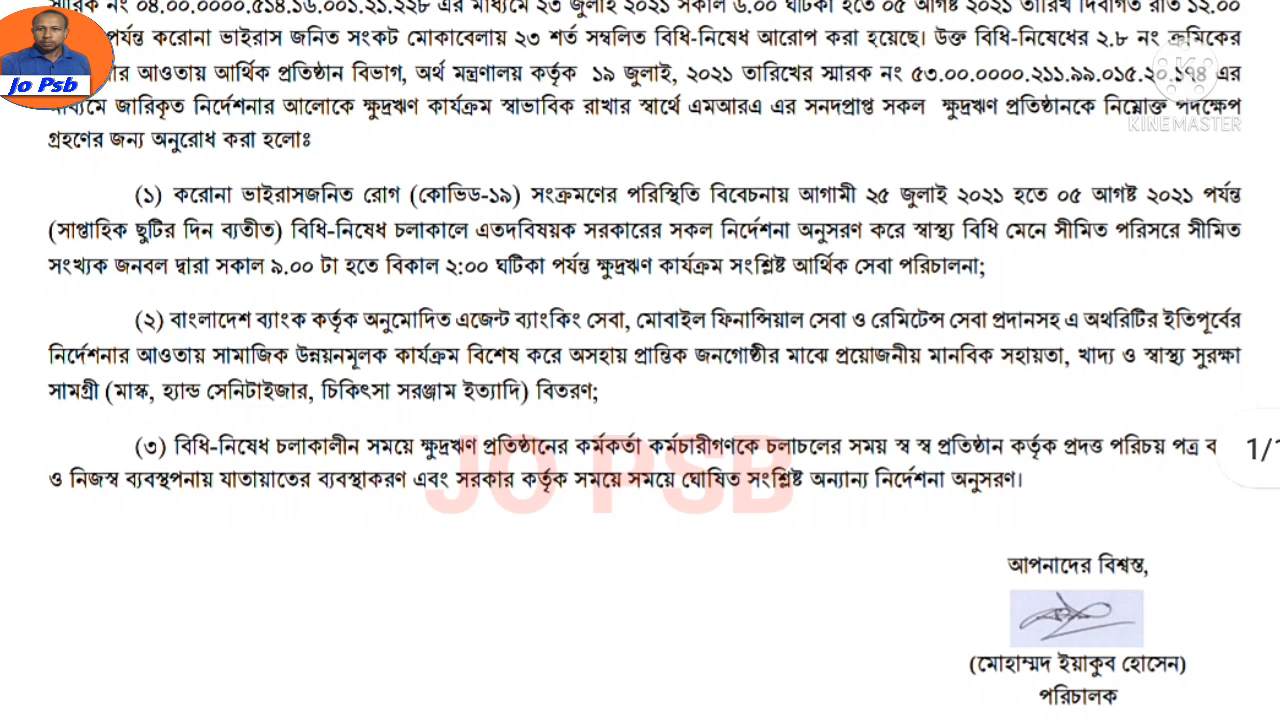 স্মারক নং ০৪.০০.০০০০.৫১৪.১৬.০০১.২১.২২৮ এর মাধ্যমে ২৩ জুলাই ২০২১ সকাল ৬.০০ ঘটিকা হতে ০৫ আগষ্ট ২০২১ তারিখ দিবাগত রাত ১২.০০
পর্যন্ত করোনা ভাইরাস জনিত সংকট মোকাবেলায় ২৩ শর্ত সম্বলিত বিধি-নিষেধ আরোপ করা হয়েছে। উক্ত বিধি-নিষেধের ২.৮ নং ক্রমিকের
আওতায় আর্থিক প্রতিষ্ঠান বিভাগ, অর্থ মন্ত্রণালয় কর্তৃক ১৯ জুলাই, ২০২১ তারিখের স্মারক নং ৫৩.০০.০০০০.২১১.৯৯.০১৫.২০.১৭৪ এর
মাধ্যমে জারিকৃত নির্দেশনার আলোকে ক্ষুদ্রঋণ কার্যক্রম স্বাভাবিক রাখার স্বার্থে এমআরএ এর সনদপ্রাপ্ত সকল ক্ষুদ্রঋণ প্রতিষ্ঠানকে নিম্নোক্ত পদক্ষেপ
গ্রহণের জন্য অনুরোধ করা হলোঃ
(১) করোনা ভাইরাসজনিত রোগ (কোভিড-১৯) সংক্রমণের পরিস্থিতি বিবেচনায় আগামী ২৫ জুলাই ২০২১ হতে ০৫ আগষ্ট ২০২১ পর্যন্ত
(সাপ্তাহিক ছুটির দিন ব্যতীত) বিধি-নিষেধ চলাকালে এতদবিষয়ক সরকারের সকল নির্দেশনা অনুসরণ করে স্বাস্থ্য বিধি মেনে সীমিত পরিসরে সীমিত
সংখ্যক জনবল দ্বারা সকাল ৯.০০ টা হতে বিকাল ২:০০ ঘটিকা পর্যন্ত ক্ষুদ্রঋণ কার্যক্রম সংশ্লিষ্ট আর্থিক সেবা পরিচালনা;
(২) বাংলাদেশ ব্যাংক কর্তৃক অনুমোদিত এজেন্ট ব্যাংকিং সেবা, মোবাইল ফিনান্সিয়াল সেবা ও রেমিটেন্স সেবা প্রদানসহ এ অথরিটির ইতিপূর্বের
নির্দেশনার আওতায় সামাজিক উন্নয়নমূলক কার্যক্রম বিশেষ করে অসহায় প্রান্তিক জনগোষ্ঠীর মাঝে প্রয়োজনীয় মানবিক সহায়তা, খাদ্য ও স্বাস্থ্য সুরক্ষা
সামগ্রী (মাস্ক, হ্যান্ড সেনিটাইজার, চিকিৎসা সরঞ্জাম ইত্যাদি) বিতরণ;
(৩) বিধি-নিষেধ চলাকালীন সময়ে ক্ষুদ্রঋণ প্রতিষ্ঠানের কর্মকর্তা কর্মচারীগণকে চলাচলের সময় স্ব স্ব প্রতিষ্ঠান কর্তৃক প্রদত্ত পরিচয় পত্র ব
ও নিজস্ব ব্যবস্থপনায় যাতায়াতের ব্যবস্থাকরণ এবং সরকার কর্তৃক সময়ে সময়ে ঘোষিত সংশ্লিষ্ট অন্যান্য নির্দেশনা অনুসরণ।
আপনাদের বিশ্বস্ত,
(মোহাম্মদ ইয়াকুব হোসেন)
পরিচালক
Jo Psb
KINEMASTER
JO PSB
1/1